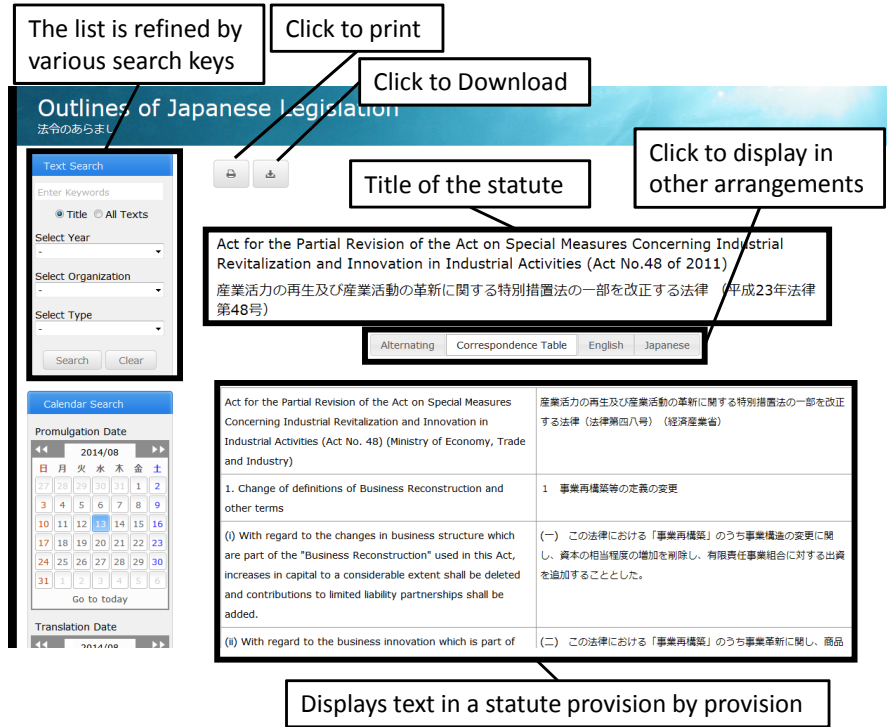 The list is refined by
various search keys
Click to print
Click to Download
Outlines of Japanese Legislation
法令のあらまし
Click to display in
other arrangements
Title of the statute
Text Search
Enter Keywords
Title All Texts
Select Year
-
Select Organization
-
Select Type
-
Search Clear
Act for the Partial Revision of the Act on Special Measures Concerning Industrial
Revitalization and Innovation in Industrial Activities (Act No.48 of 2011)
産業活力の再生及び産業活動の革新に関する特別措置法の一部を改正する法律 (平成23年法律
第48号)
Alternating Correspondence Table English Japanese
Calendar Search
Promulgation Date
2014/08
日 月 火 水 木 金 土
27 28 29 30 31 1 2
3 4 5 6 7 8 9
10 11 12 13 14 15 16
17 18 19 20 21 22 23
24 25 26 27 28 29 30
31 1 2 3 4 5 6
Go to today
Translation Date
2014/08
Act for the Partial Revision of the Act on Special Measures
Concerning Industrial Revitalization and Innovation in
Industrial Activities (Act No. 48) (Ministry of Economy, Trade
and Industry)
産業活力の再生及び産業活動の革新に関する特別措置法の一部を改正
する法律（法律第四八号）（経済産業省）
1. Change of definitions of Business Reconstruction and
other terms
1 事業再構築等の定義の変更
(i) With regard to the changes in business structure which
are part of the "Business Reconstruction" used in this Act,
increases in capital to a considerable extent shall be deleted
and contributions to limited liability partnerships shall be
added.
(一) この法律における「事業再構築」のうち事業構造の変更に関
し、資本の相当程度の増加を削除し、有限責任事業組合に対する出資
を追加することとした。
(ii) With regard to the business innovation which is part of
(二) この法律における「事業再構築」のうち事業革新に関し、商品
Displays text in a statute provision by provision